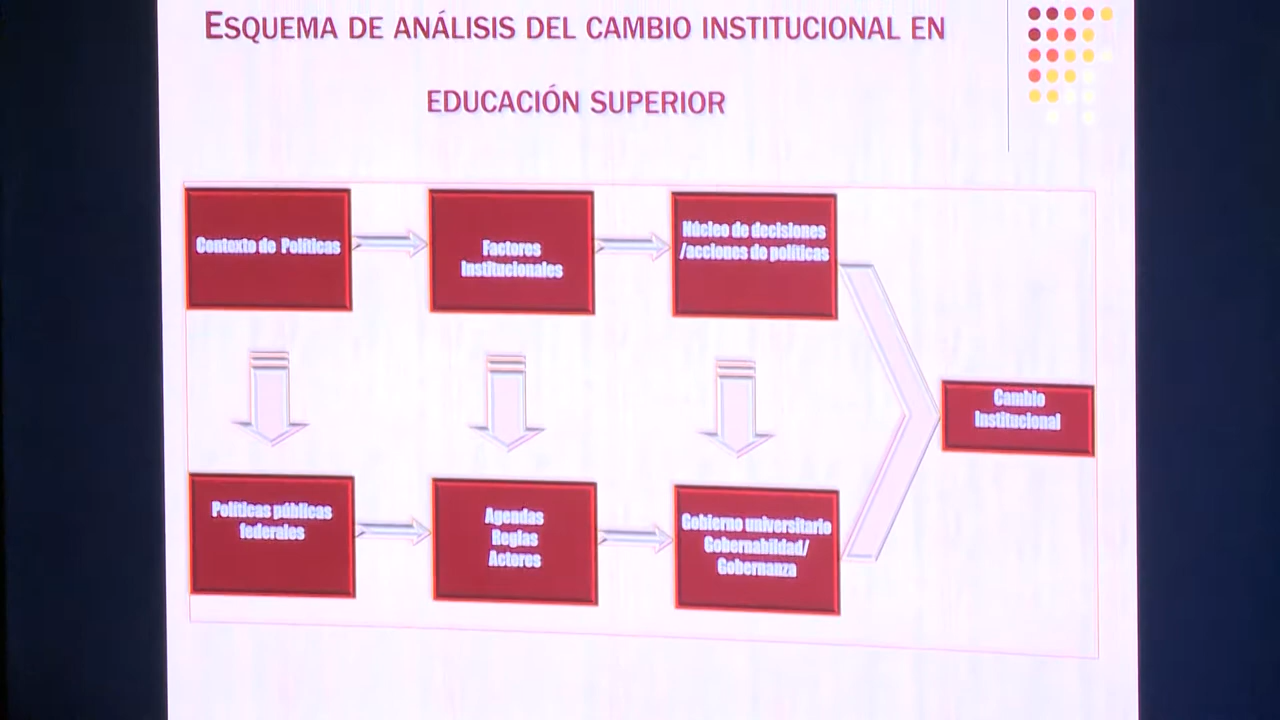 ESQUEMA DE ANÁLISIS DEL CAMBIO INSTITUCIONAL EN
EDUCACIÓN SUPERIOR
Contexto de Políticas
Factores
Institucionales
Núcleo de decisiones
/acciones de políticas
Cambio
Institucional
Políticas públicas
federales
Agendas
Reglas
Actores
Gobierno universitario
Gobernabildad/
Gobernanza